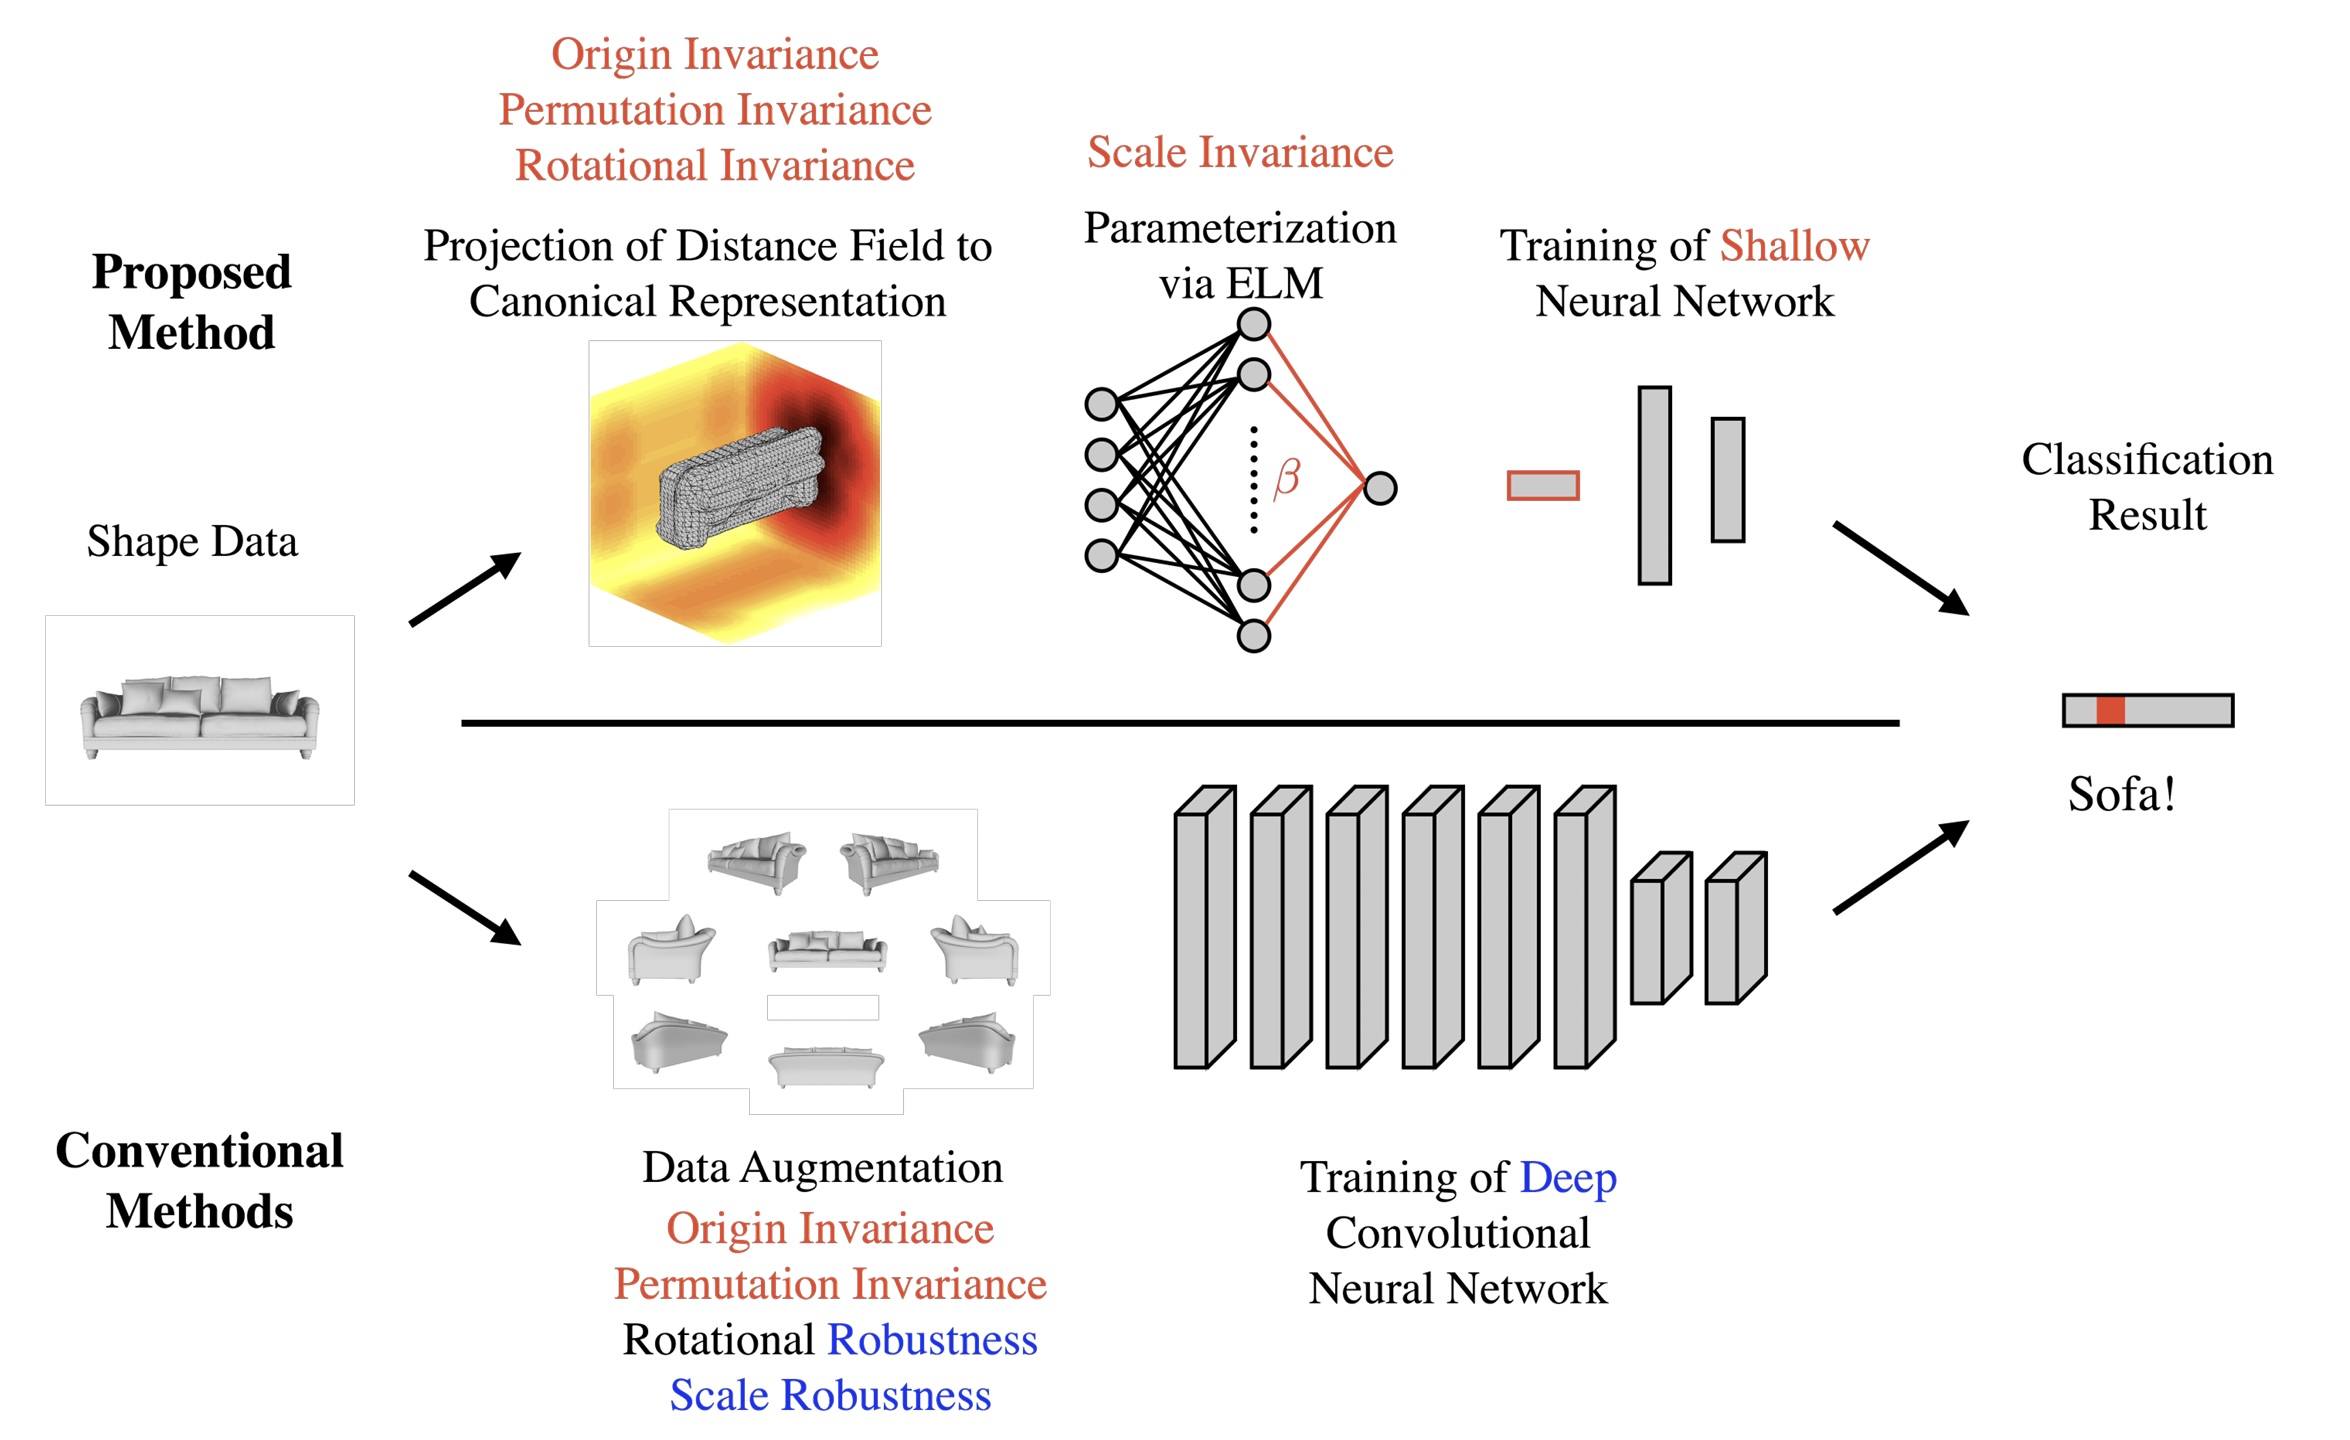 Origin Invariance
Permutation Invariance
Rotational Invariance
Projection of Distance Field to
Canonical Representation
Scale Invariance
Parameterization
via ELM
Training of Shallow
Neural Network
Proposed
Method
Shape Data
β
Classification
Result
Sofa!
Conventional
Methods
Data Augmentation
Origin Invariance
Permutation Invariance
Rotational Robustness
Scale Robustness
Training of Deep
Convolutional
Neural Network